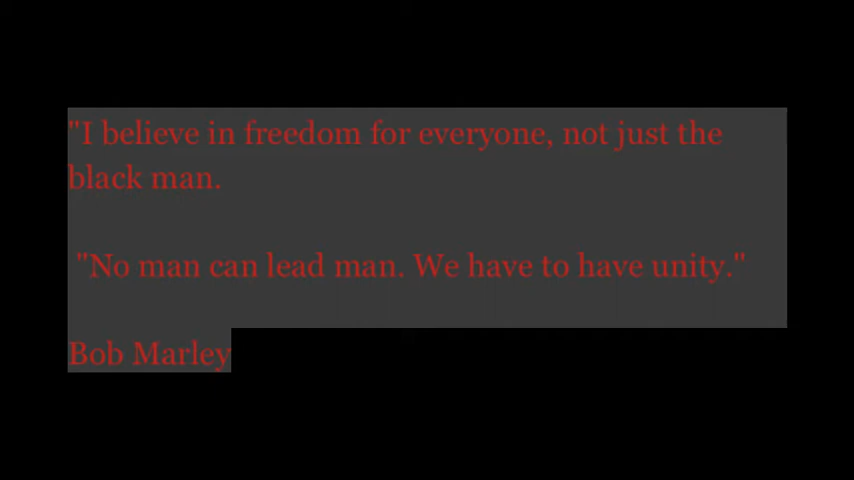 "I believe in freedom for everyone, not just the
black man.
"No man can lead man. We have to have unity."
Bob Marley